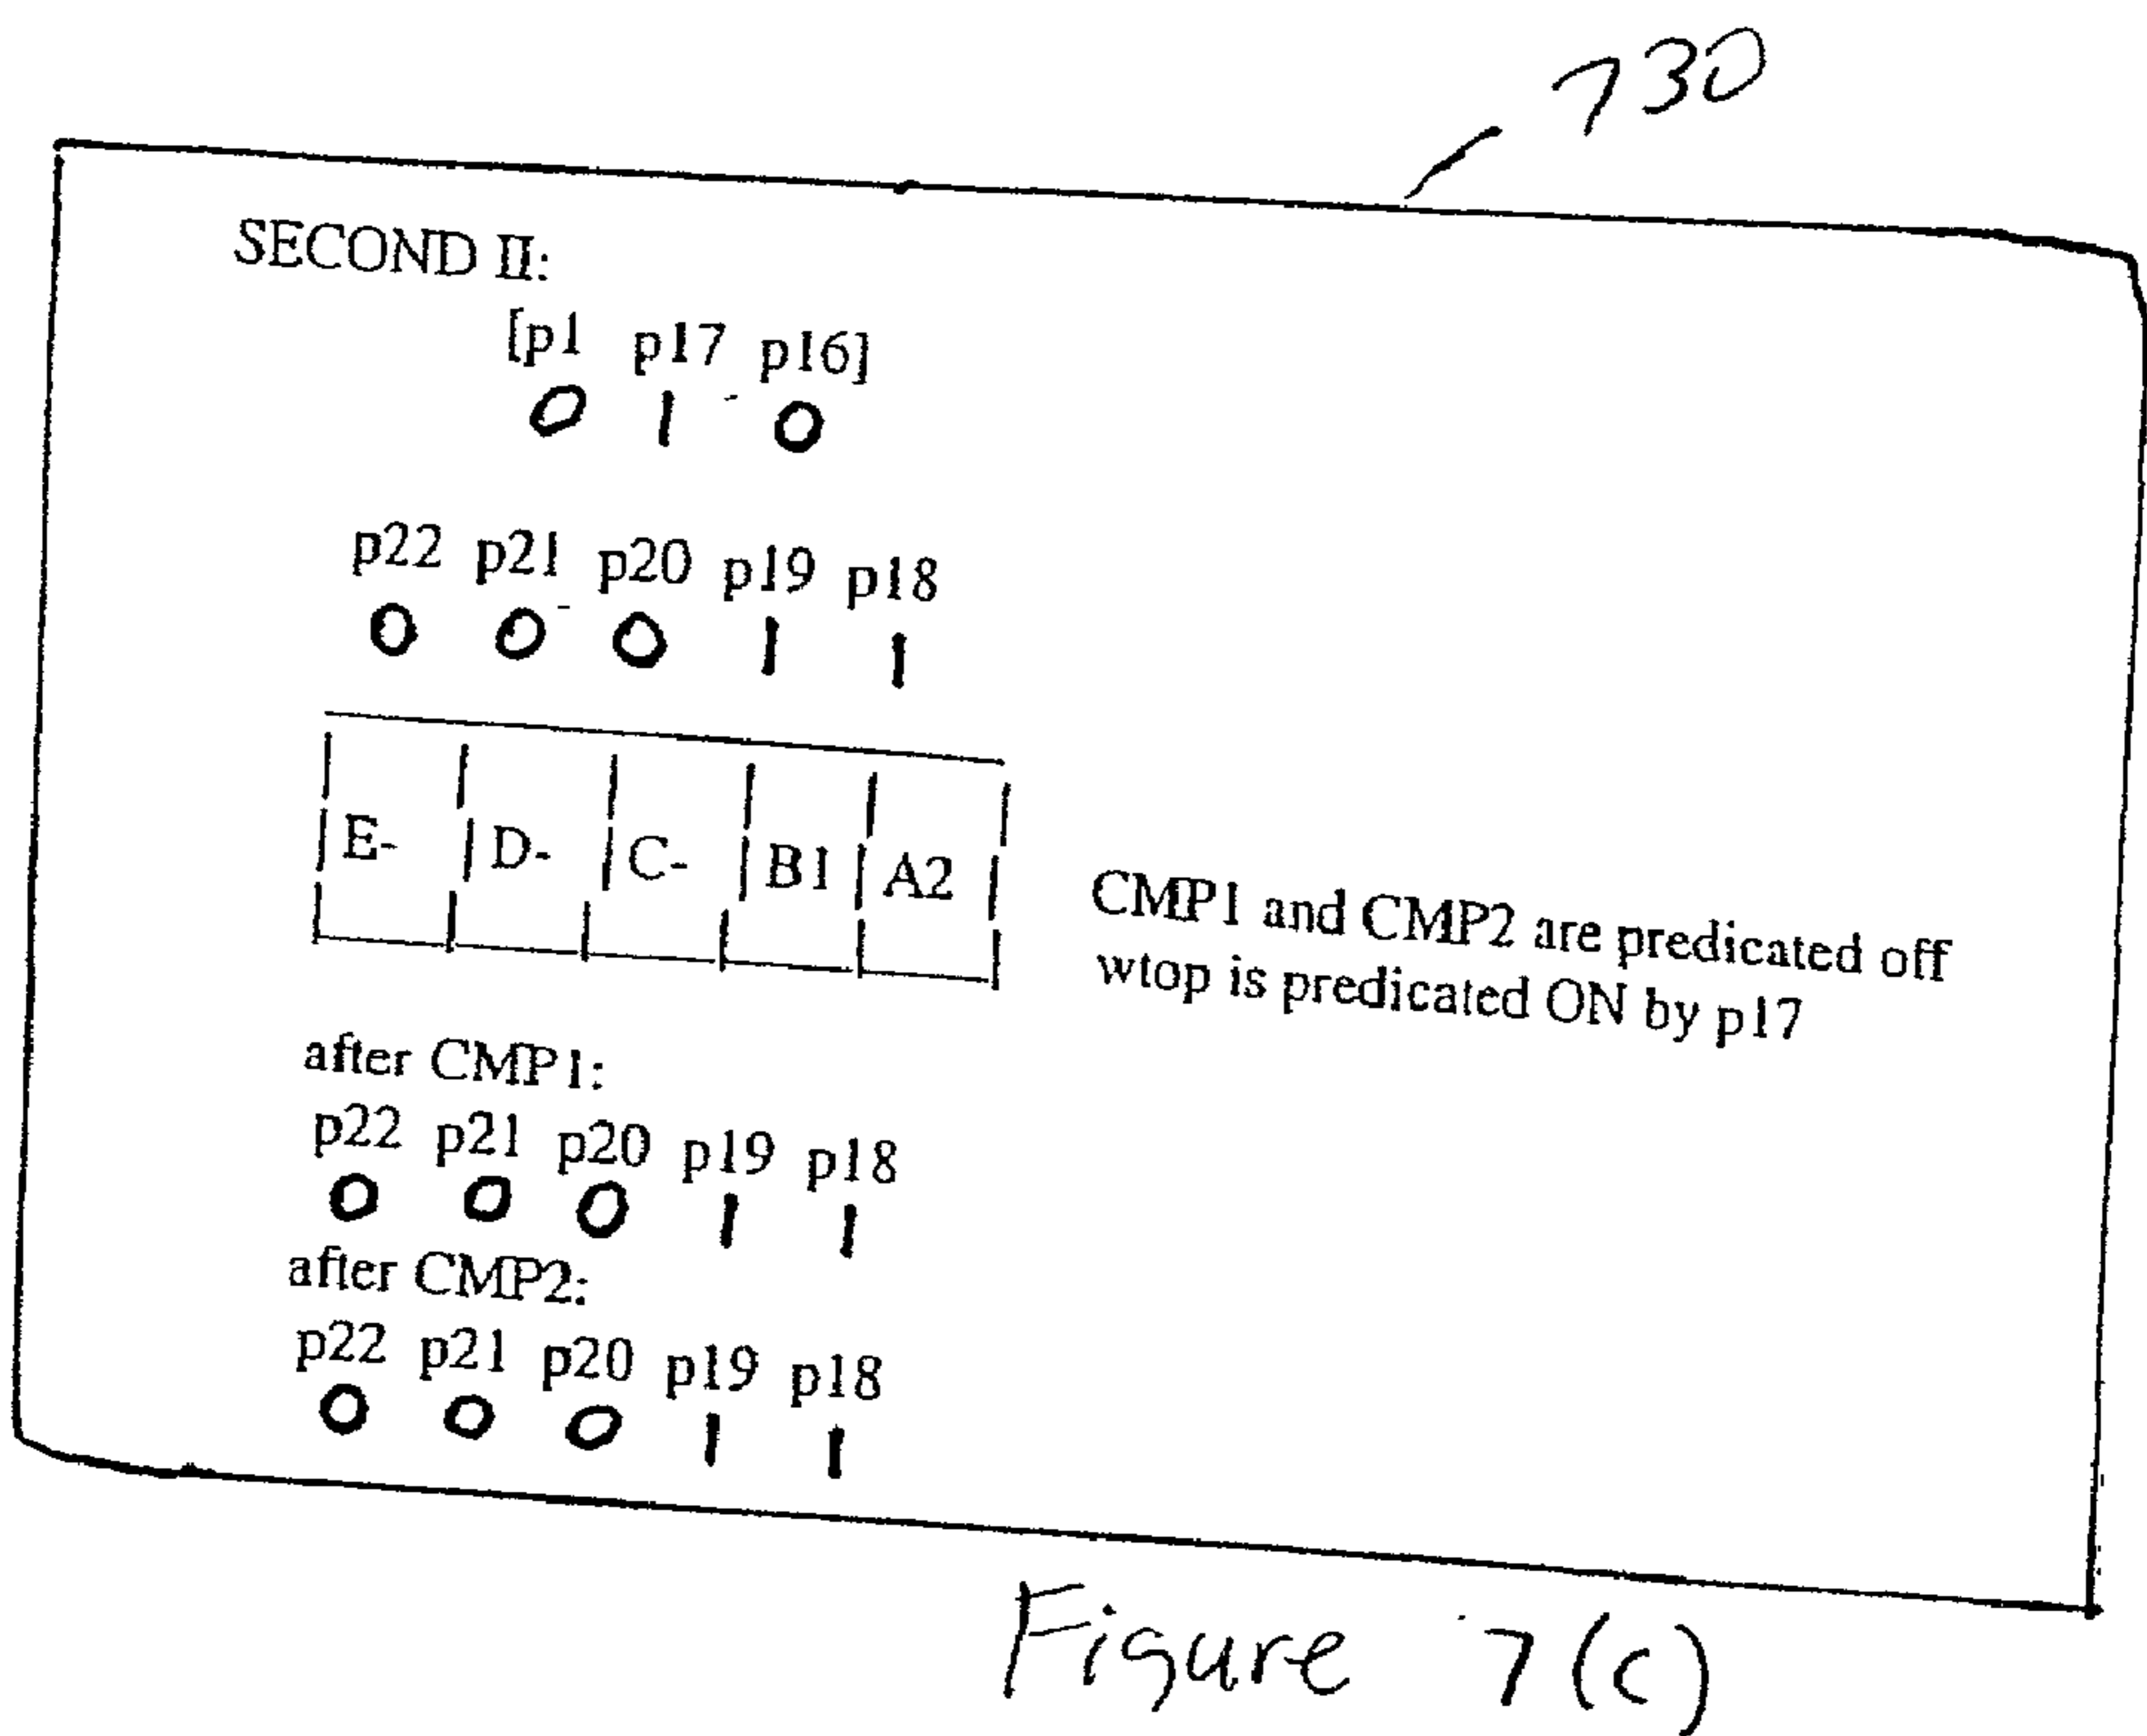 730
SECOND II:
[p1 p17 p16]
0 1 0
p22 p21 p20 p19 p18
0 0 0 1 1
E- D- C- B1 A2
CMP1 and CMP2 are predicated off
wtop is predicated ON by p17
after CMP1:
p22 p21 p20 p19 p18
0 0 0 1 1
after CMP2:
p22 p21 p20 p19 p18
0 0 0 1 1
Figure 7(c)